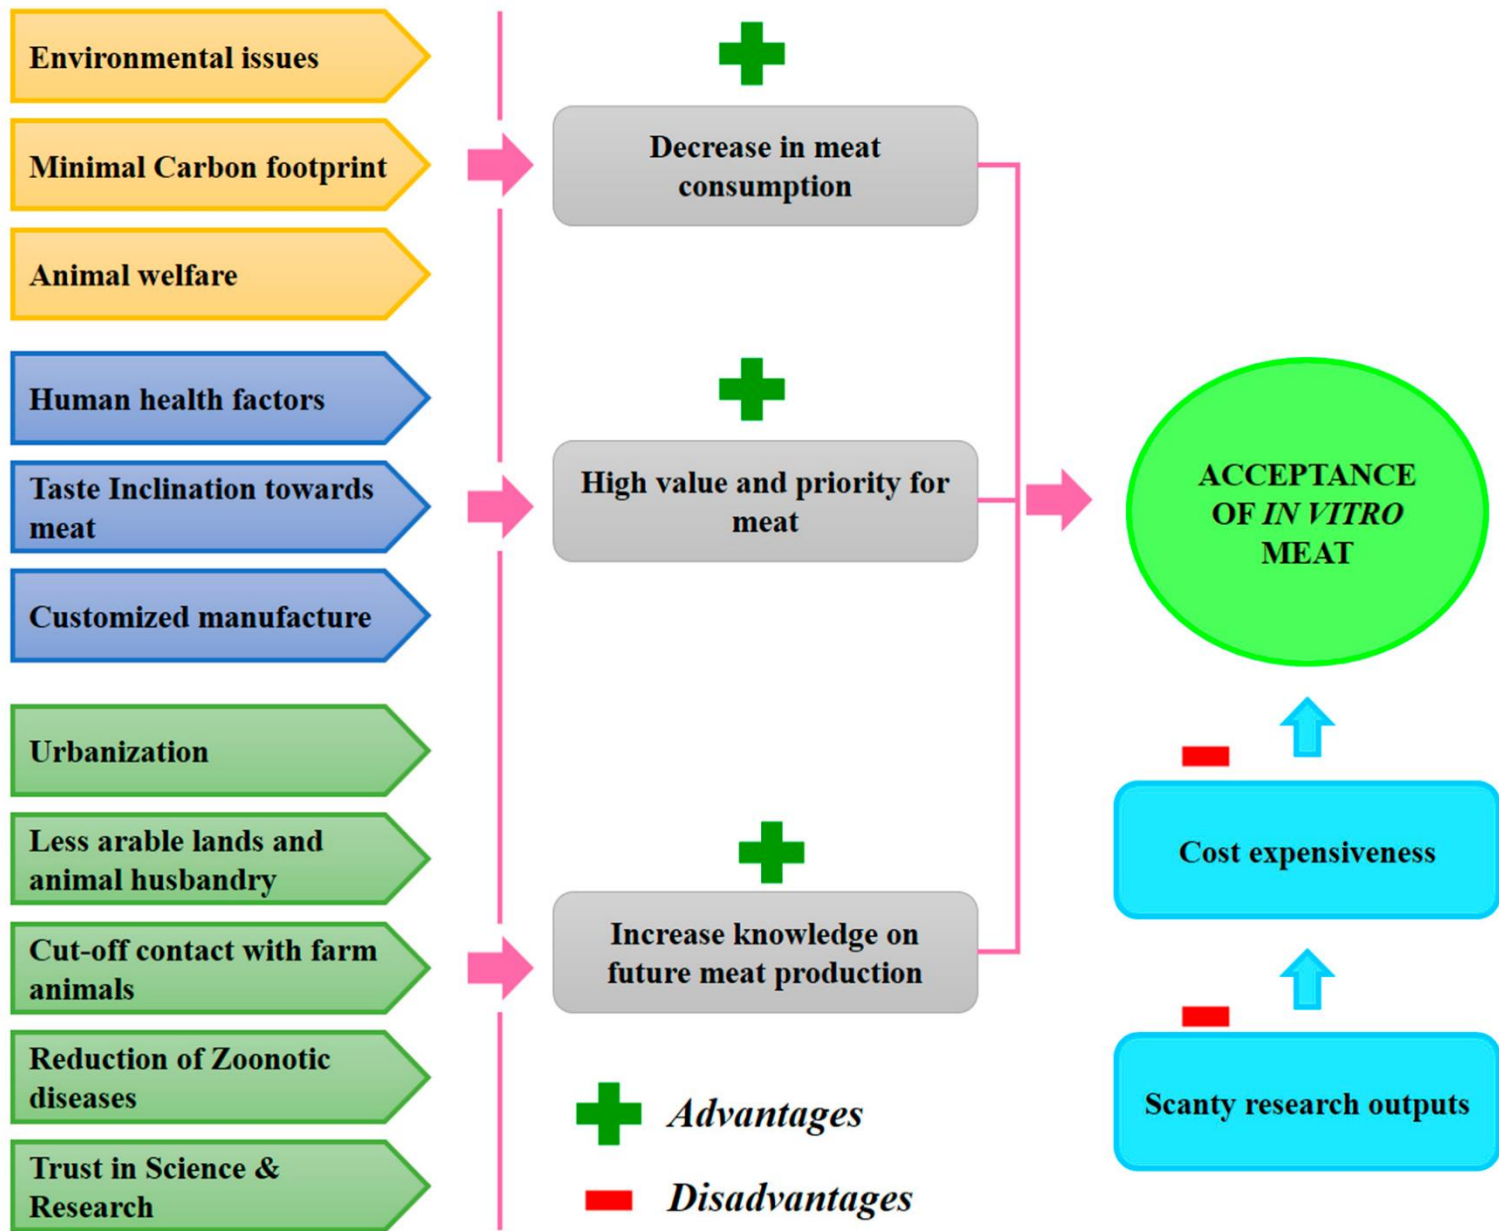 Environmental issues
Minimal Carbon footprint
Animal welfare
Human health factors
Taste Inclination towards
meat
Customized manufacture
Urbanization
Less arable lands and
animal husbandry
Cut-off contact with farm
animals
Reduction of Zoonotic
diseases
Trust in Science &
Research
Decrease in meat
consumption
High value and priority for
meat
Increase knowledge on
future meat production
Advantages
Disadvantages
ACCEPTANCE
OF IN VITRO
MEAT
Cost expensiveness
Scanty research outputs